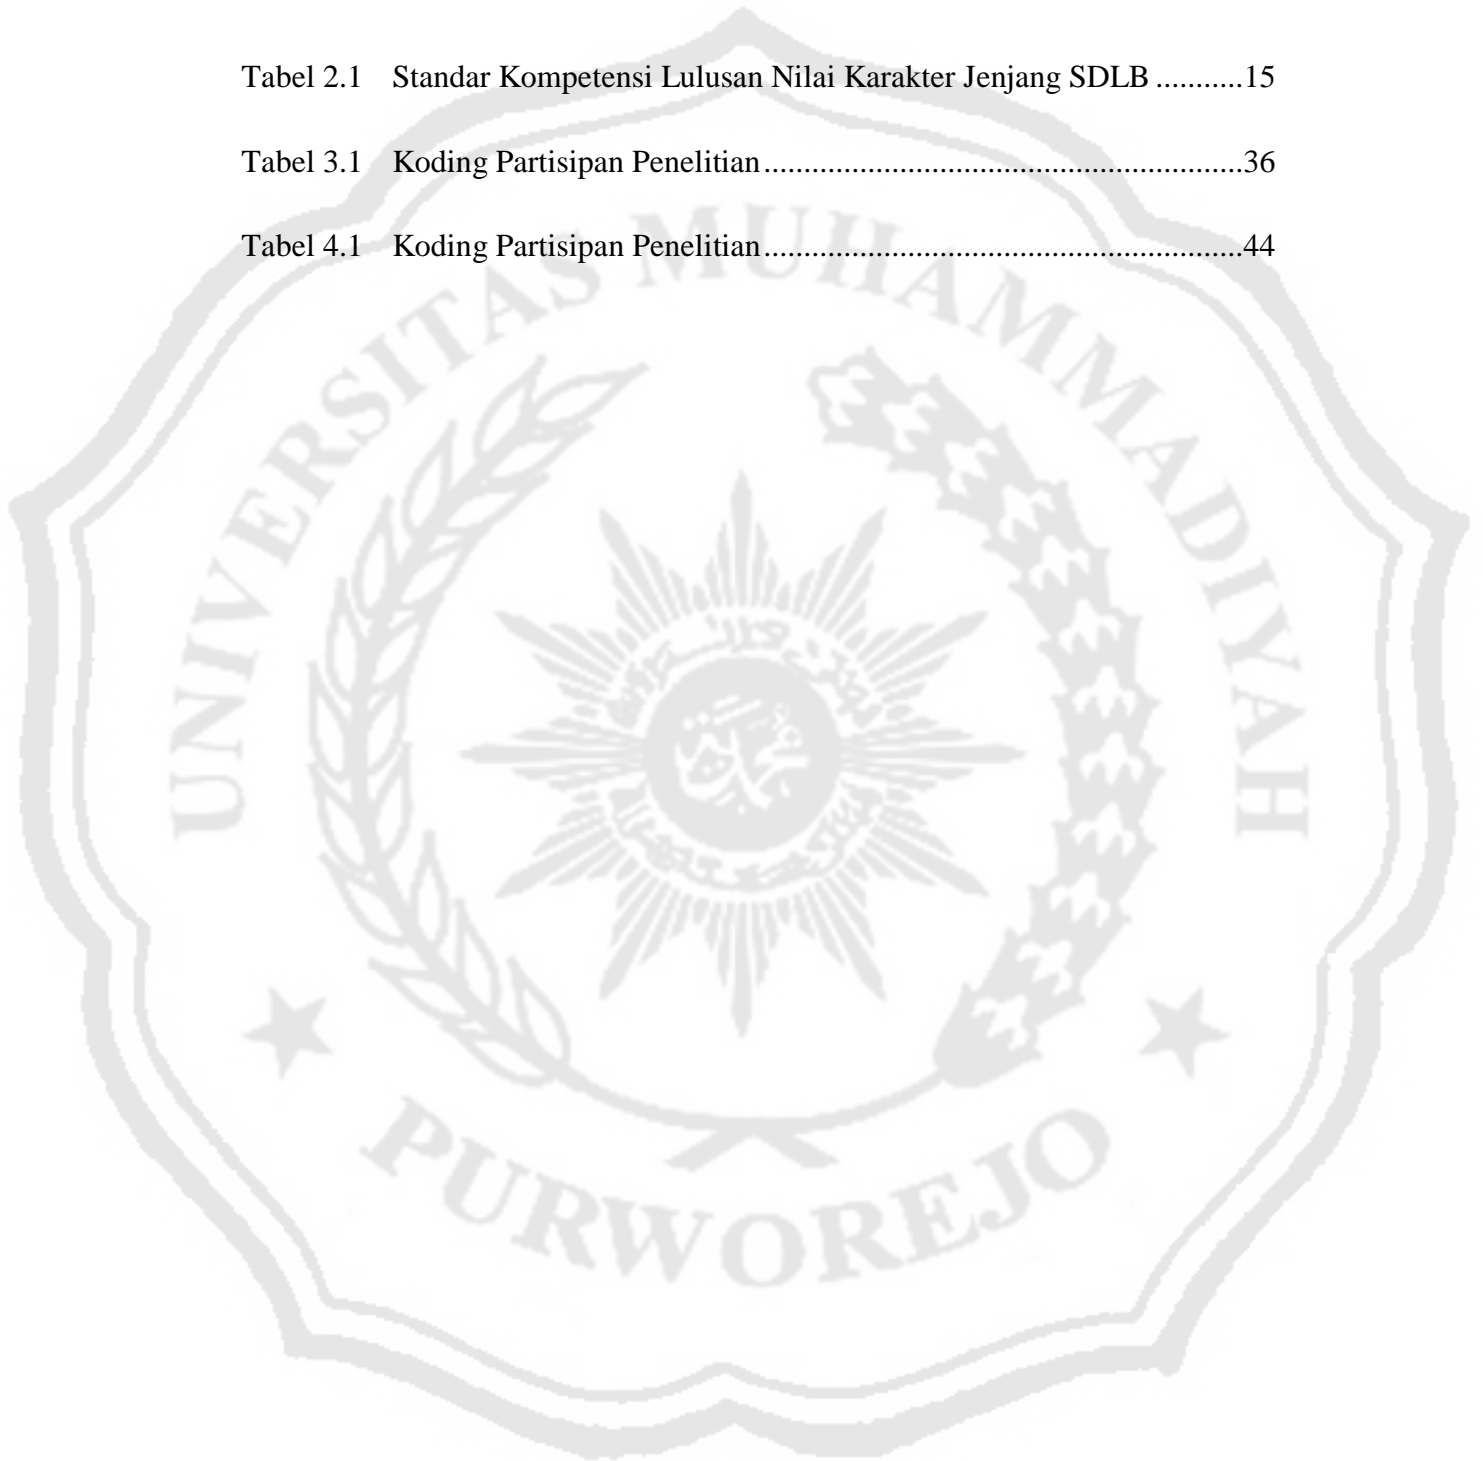 Tabel 2.1 Standar Kompetensi Lulusan Nilai Karakter Jenjang SDLB ...........15
Tabel 3.1 Koding Partisipan Penelitian............................................................36
Tabel 4.1 Koding Partisipan Penelitian............................................................44
UNIVERSITAS MUHAMMADIYAH
PURWOREJO